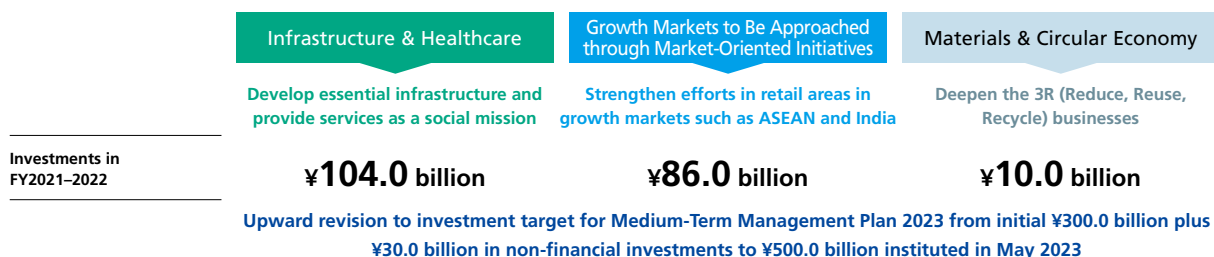 Infrastructure & Healthcare
Growth Markets to Be Approached
through Market-Oriented Initiatives
Materials & Circular Economy
Develop essential infrastructure and
provide services as a social mission
Strengthen efforts in retail areas in
growth markets such as ASEAN and India
Deepen the 3R (Reduce, Reuse,
Recycle) businesses
Investments in
FY2021–2022
¥104.0 billion
¥86.0 billion
¥10.0 billion
Upward revision to investment target for Medium-Term Management Plan 2023 from initial ¥300.0 billion plus
¥30.0 billion in non-financial investments to ¥500.0 billion instituted in May 2023